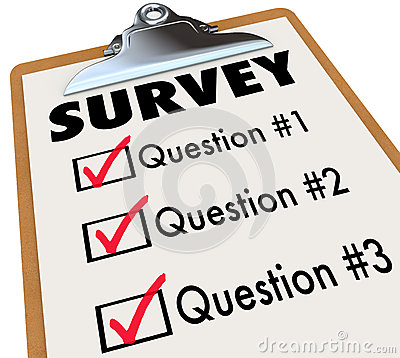 SURVEY
Question #1
Question #2
Question #3
dreamstime.com